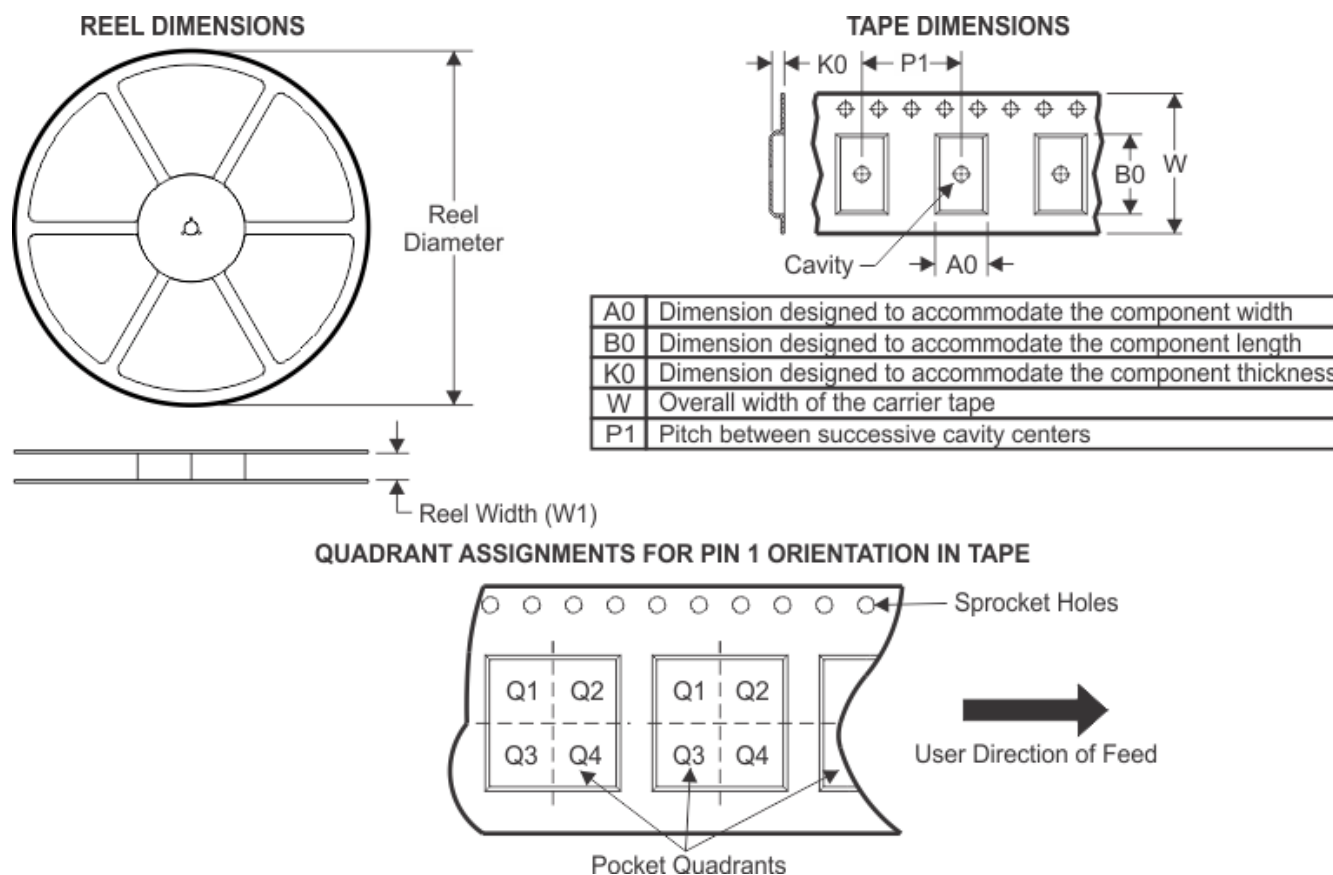 REEL DIMENSIONS
Reel
Diameter
Reel Width (W1)
TAPE DIMENSIONS
K0
P1
B0
W
Cavity
A0
A0 Dimension designed to accommodate the component width
B0 Dimension designed to accommodate the component length
K0 Dimension designed to accommodate the component thickness
W Overall width of the carrier tape
P1 Pitch between successive cavity centers
QUADRANT ASSIGNMENTS FOR PIN 1 ORIENTATION IN TAPE
Sprocket Holes
Q1 Q2 Q1 Q2
Q3 Q4 Q3 Q4
User Direction of Feed
Pocket Quadrants